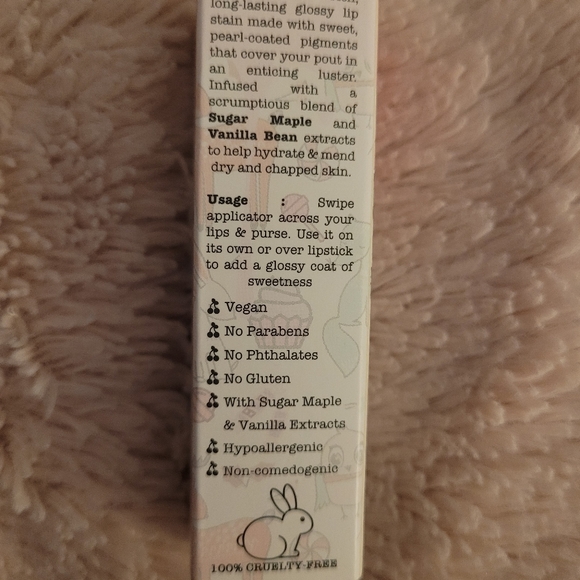 long-lasting glossy lip
stain made with sweet,
pearl-coated pigments
that cover your pout in
an enticing luster.
Infused with a
scrumptious blend of
Sugar Maple and
Vanilla Bean extracts
to help hydrate & mend
dry and chapped skin.
Usage : Swipe
applicator across your
lips & purse. Use it on
its own or over lipstick
to add a glossy coat of
sweetness
Vegan
No Parabens
No Phthalates
No Gluten
With Sugar Maple
& Vanilla Extracts
Hypoallergenic
Non-comedogenic
100% CRUELTY-FREE